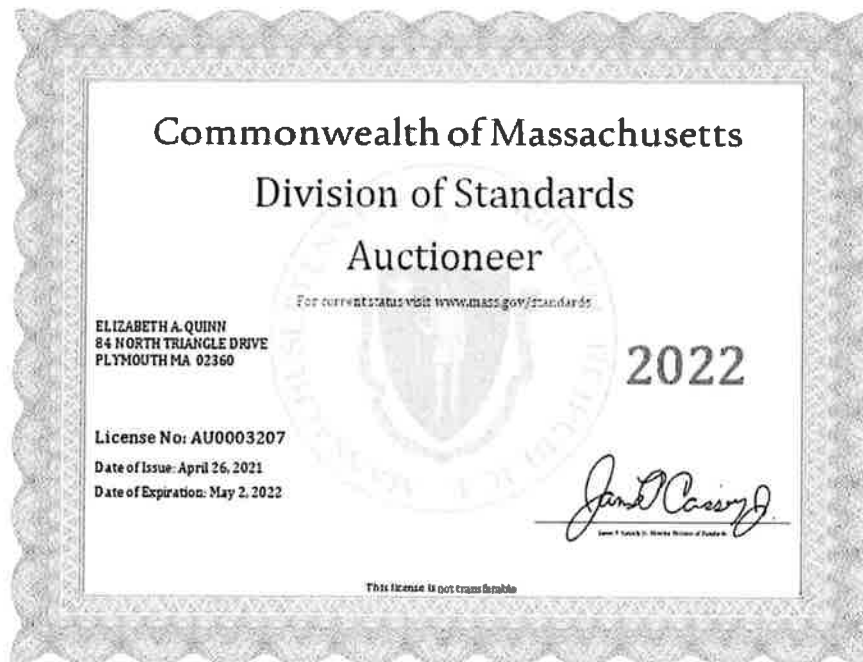 Commonwealth of Massachusetts
Division of Standards
Auctioneer
For current status visit www.mass.gov/standards
ELIZABETH A. QUINN
84 NORTH TRIANGLE DRIVE
PLYMOUTH MA 02360
2022
License No: AU0003207
Date of Issue: April 26, 2021
Date of Expiration: May 2, 2022
This license is not transferable